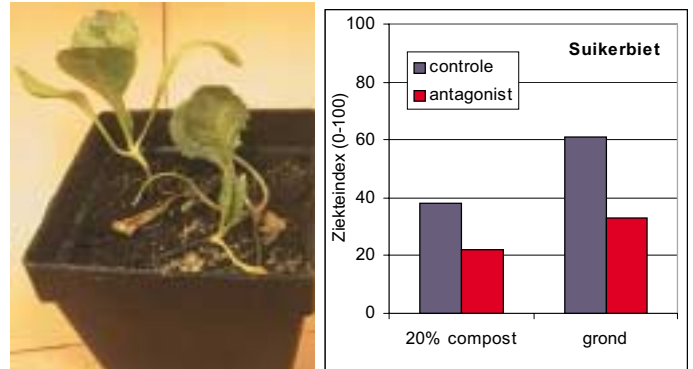 Suikerbiet
controle
antagonist
Ziekteindex (0-100)
100
80
60
40
20
0
20% compost
grond